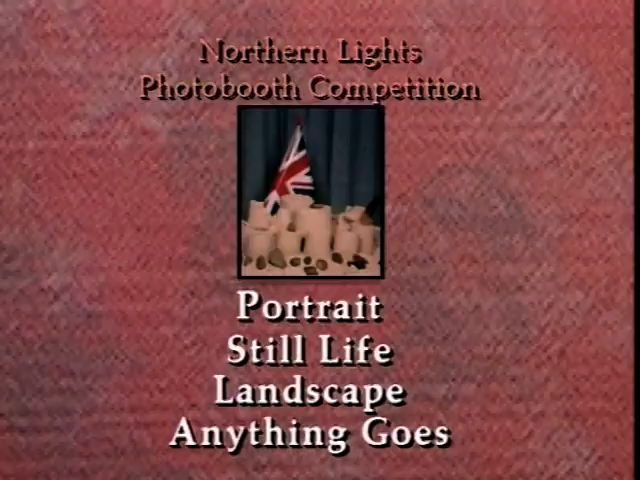 Northern Lights
Photobooth Competition
Portrait
Still Life
Landscape
Anything Goes